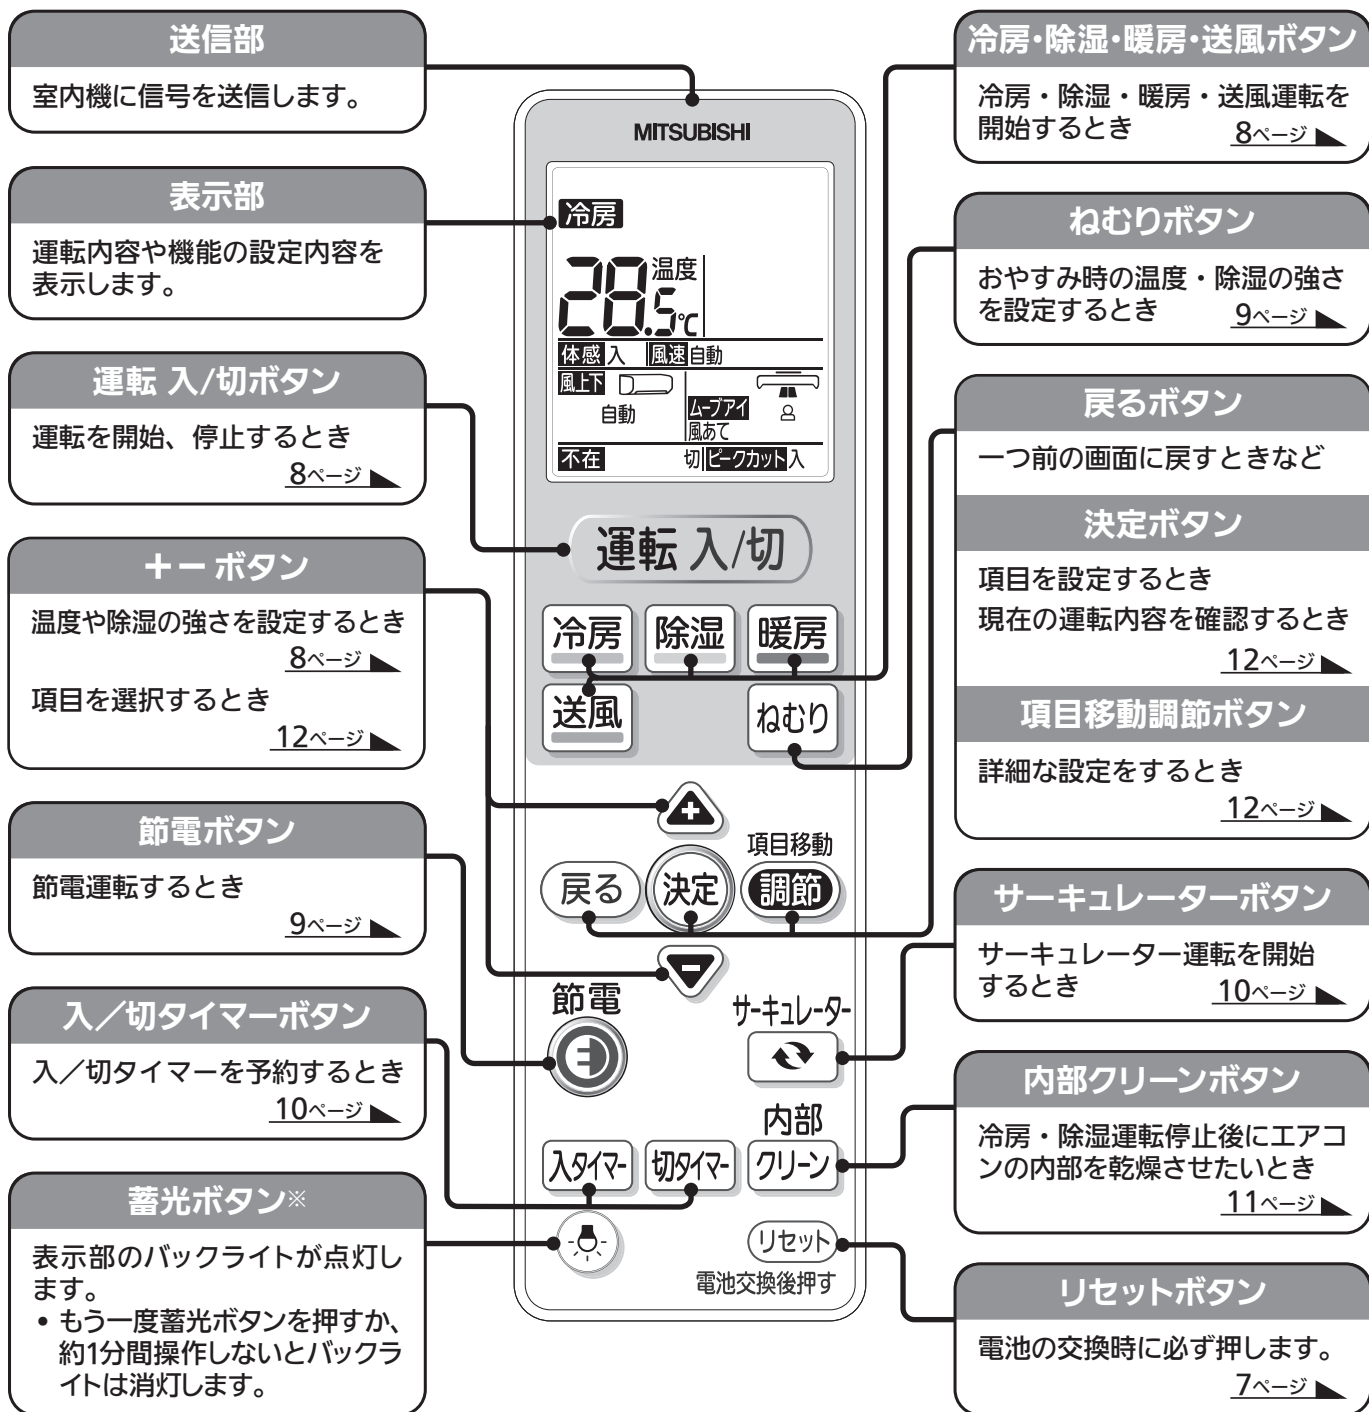 送信部
室内機に信号を送信します。
表示部
運転内容や機能の設定内容を
表示します。
運転 入/切ボタン
運転を開始、停止するとき
8ページ
＋－ ボタン
温度や除湿の強さを設定するとき
8ページ
項目を選択するとき
12ページ
節電ボタン
節電運転するとき
9ページ
入／切タイマーボタン
入／切タイマーを予約するとき
10ページ
蓄光ボタン※
表示部のバックライトが点灯し
ます。
• もう一度蓄光ボタンを押すか、
約1分間操作しないとバックラ
イトは消灯します。
MITSUBISHI
冷房
28.5℃ 温度
体感 入 風速 自動
風上下
自動
ムーブアイ
風あて
不在 切 ピークカット 入
運転 入/切
冷房 除湿 暖房
送風 ねむり
+
項目移動
戻る 決定 調節
-
節電
サーキュレーター
内部
入タイマー 切タイマー クリーン
リセット
電池交換後押す
冷房・除湿・暖房・送風ボタン
冷房・除湿・暖房・送風運転を
開始するとき 8ページ
ねむりボタン
おやすみ時の温度・除湿の強さ
を設定するとき 9ページ
戻るボタン
一つ前の画面に戻すときなど
決定ボタン
項目を設定するとき
現在の運転内容を確認するとき
12ページ
項目移動調節ボタン
詳細な設定をするとき
12ページ
サーキュレーターボタン
サーキュレーター運転を開始
するとき 10ページ
内部クリーンボタン
冷房・除湿運転停止後にエアコ
ンの内部を乾燥させたいとき
11ページ
リセットボタン
電池の交換時に必ず押します。
7ページ